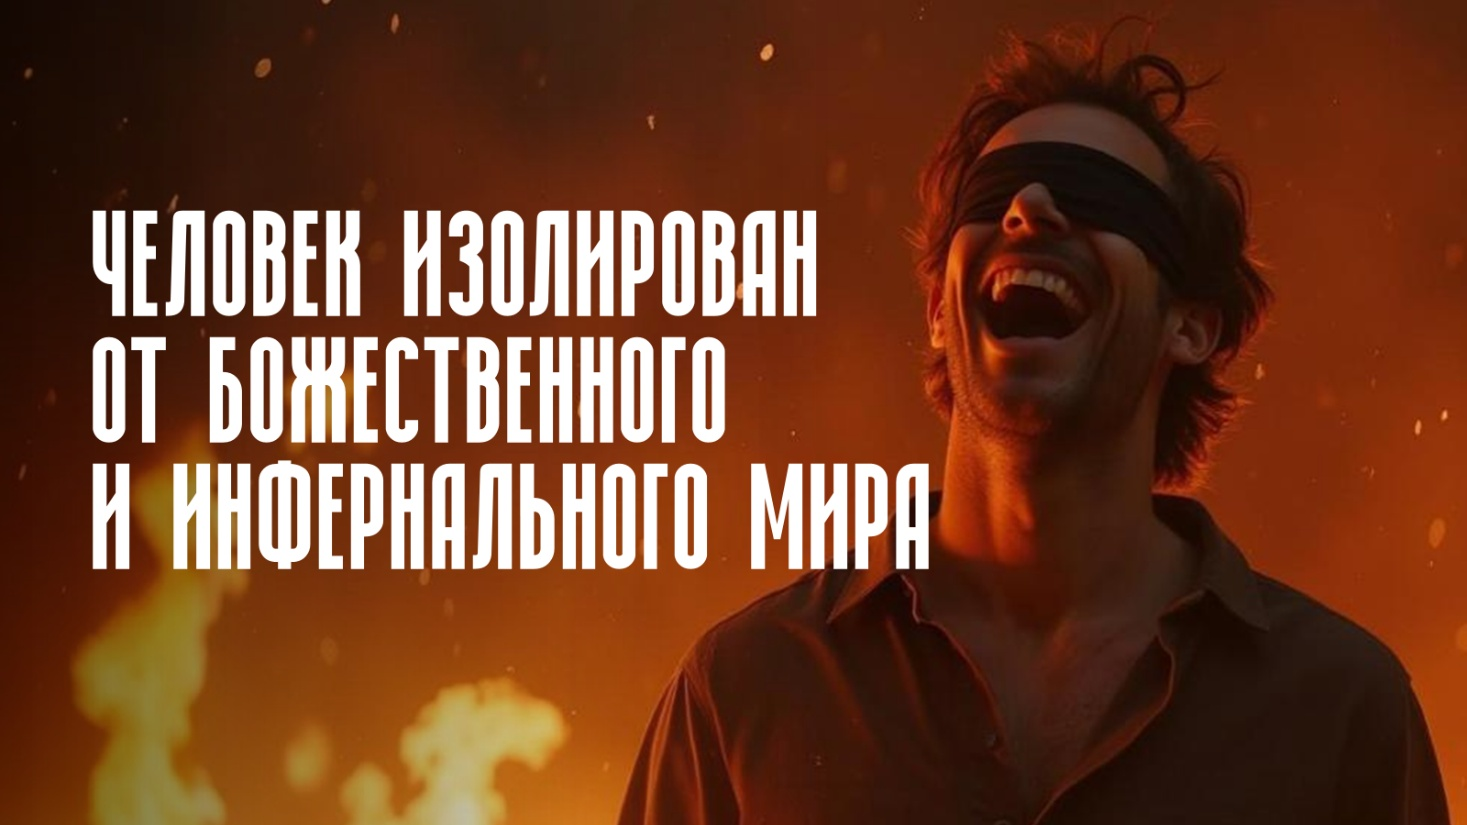 ЧЕЛОВЕК ИЗОЛИРОВАН
ОТ БОЖЕСТВЕННОГО
И ИНФЕРНАЛЬНОГО МИРА